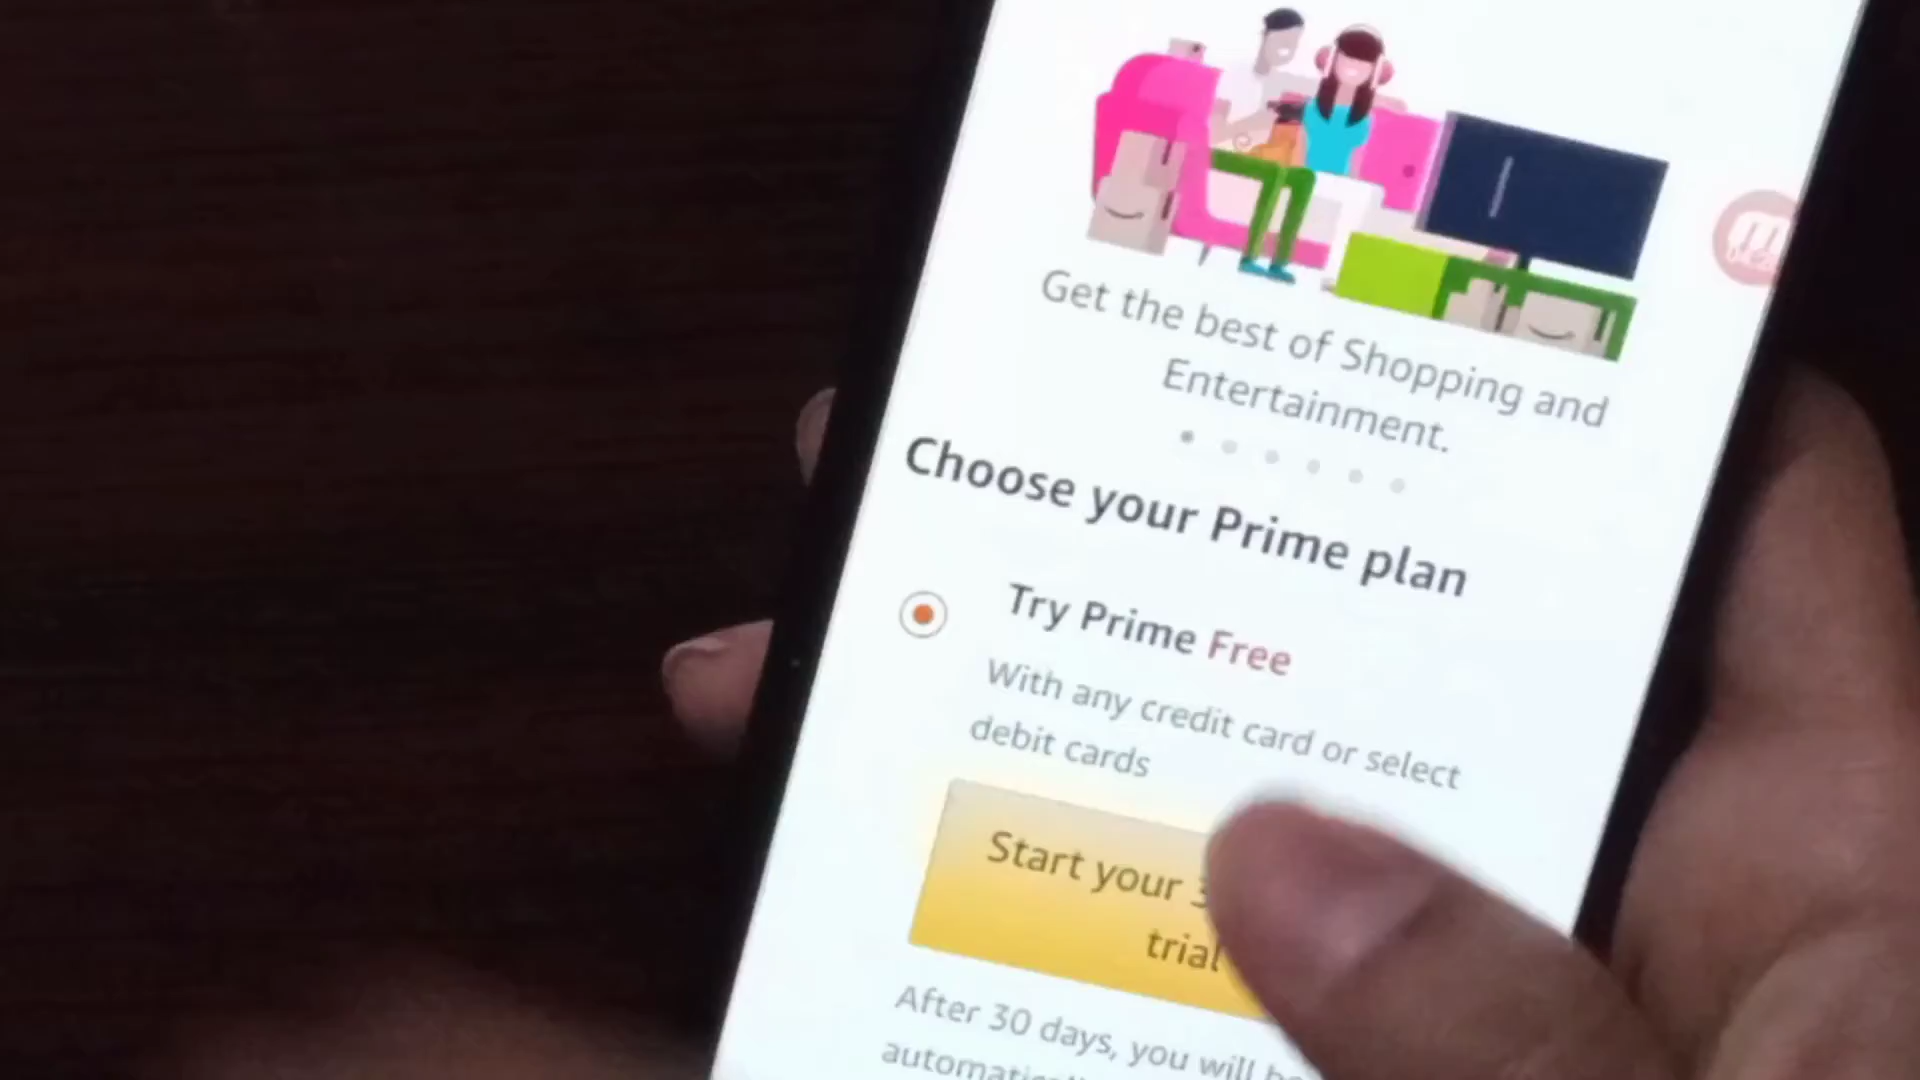 Get the best of Shopping and
Entertainment.
Choose your Prime plan
Try Prime Free
With any credit card or select
debit cards
Start your
trial
After 30 days, you will be